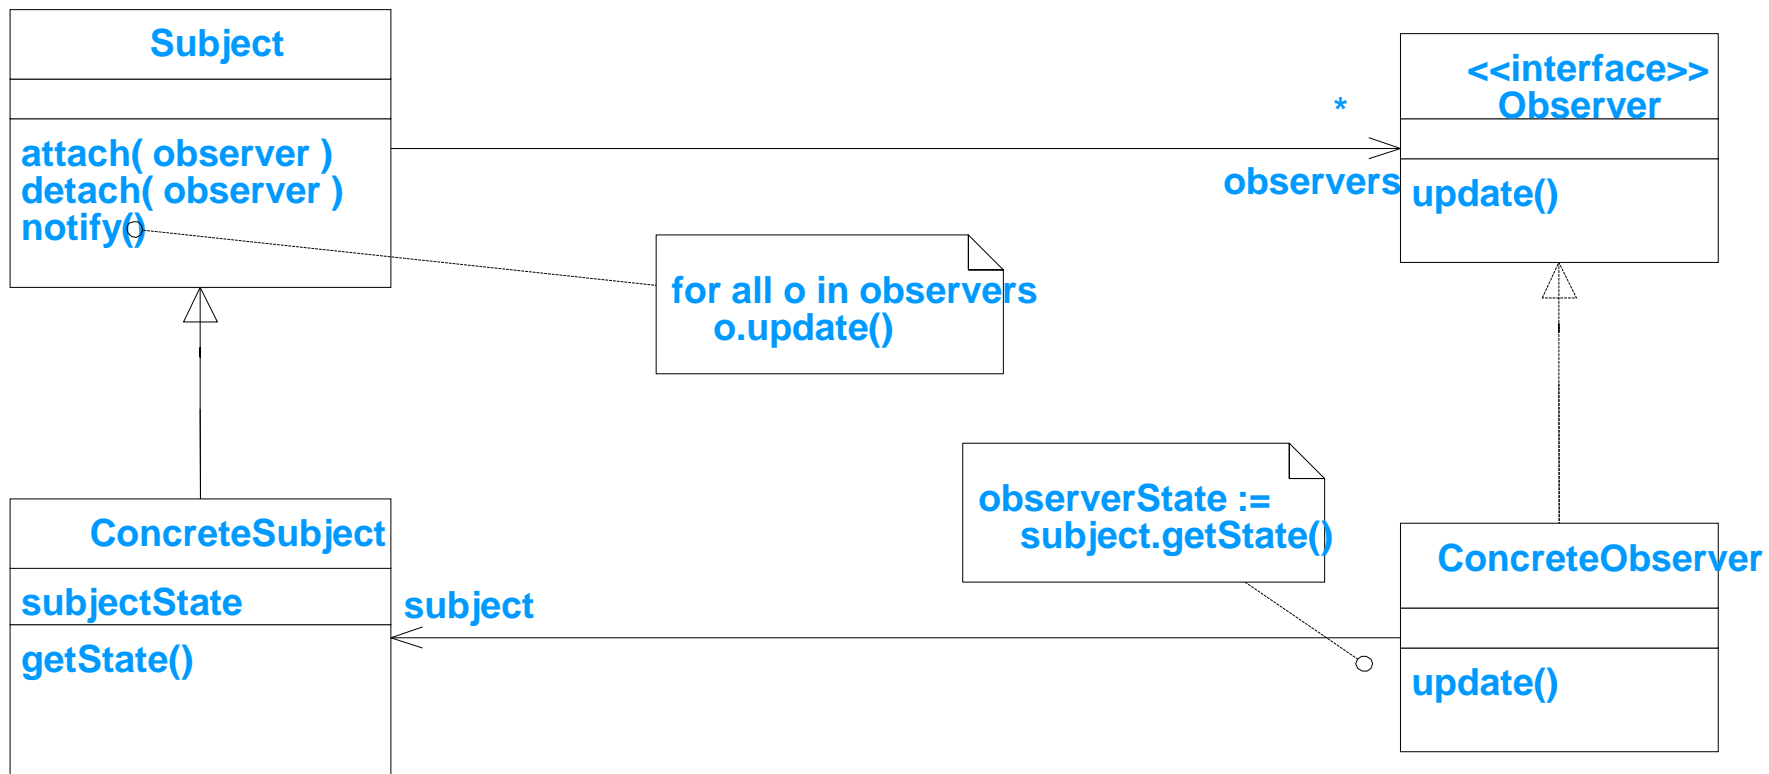 Subject
attach( observer )
detach( observer )
notify()
*
observers
<<interface>>
Observer
update()
for all o in observers
o.update()
ConcreteSubject
subjectState
getState()
subject
observerState :=
subject.getState()
ConcreteObserver
update()